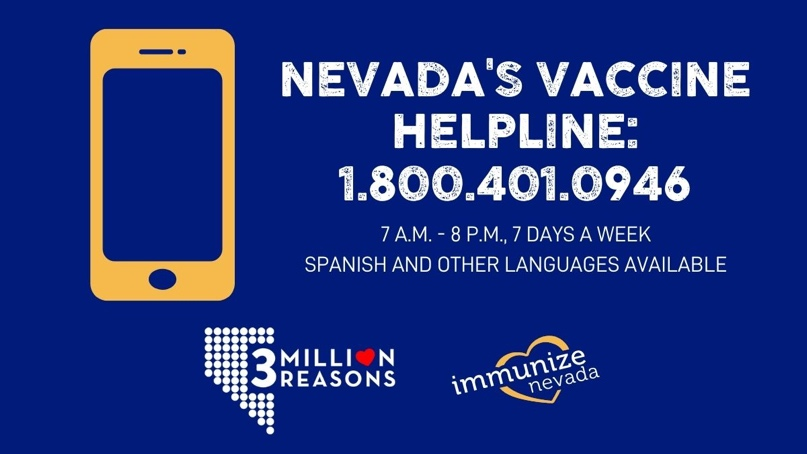 NEVADA'S VACCINE
HELPLINE:
1.800.401.0946
7 A.M. - 8 P.M., 7 DAYS A WEEK
SPANISH AND OTHER LANGUAGES AVAILABLE
3 MILLION
REASONS
immunize
nevada